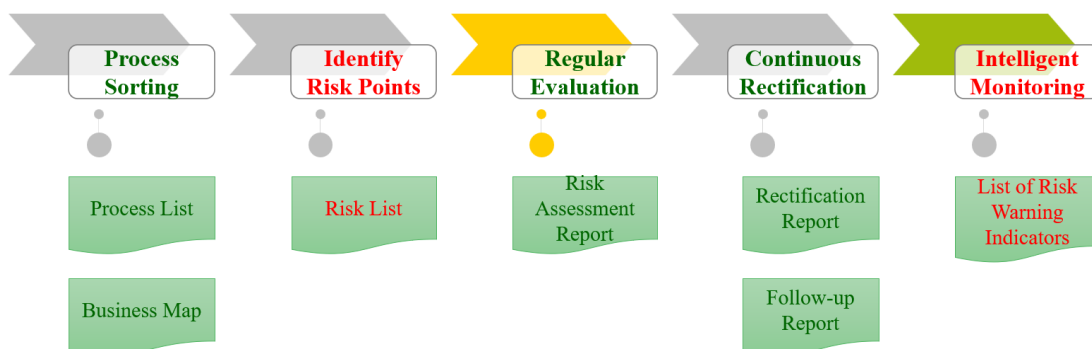 Process
Sorting
Identify
Risk Points
Regular
Evaluation
Continuous
Rectification
Intelligent
Monitoring
Process List
Risk List
Risk
Assessment
Report
Rectification
Report
List of Risk
Warning
Indicators
Business Map
Follow-up
Report